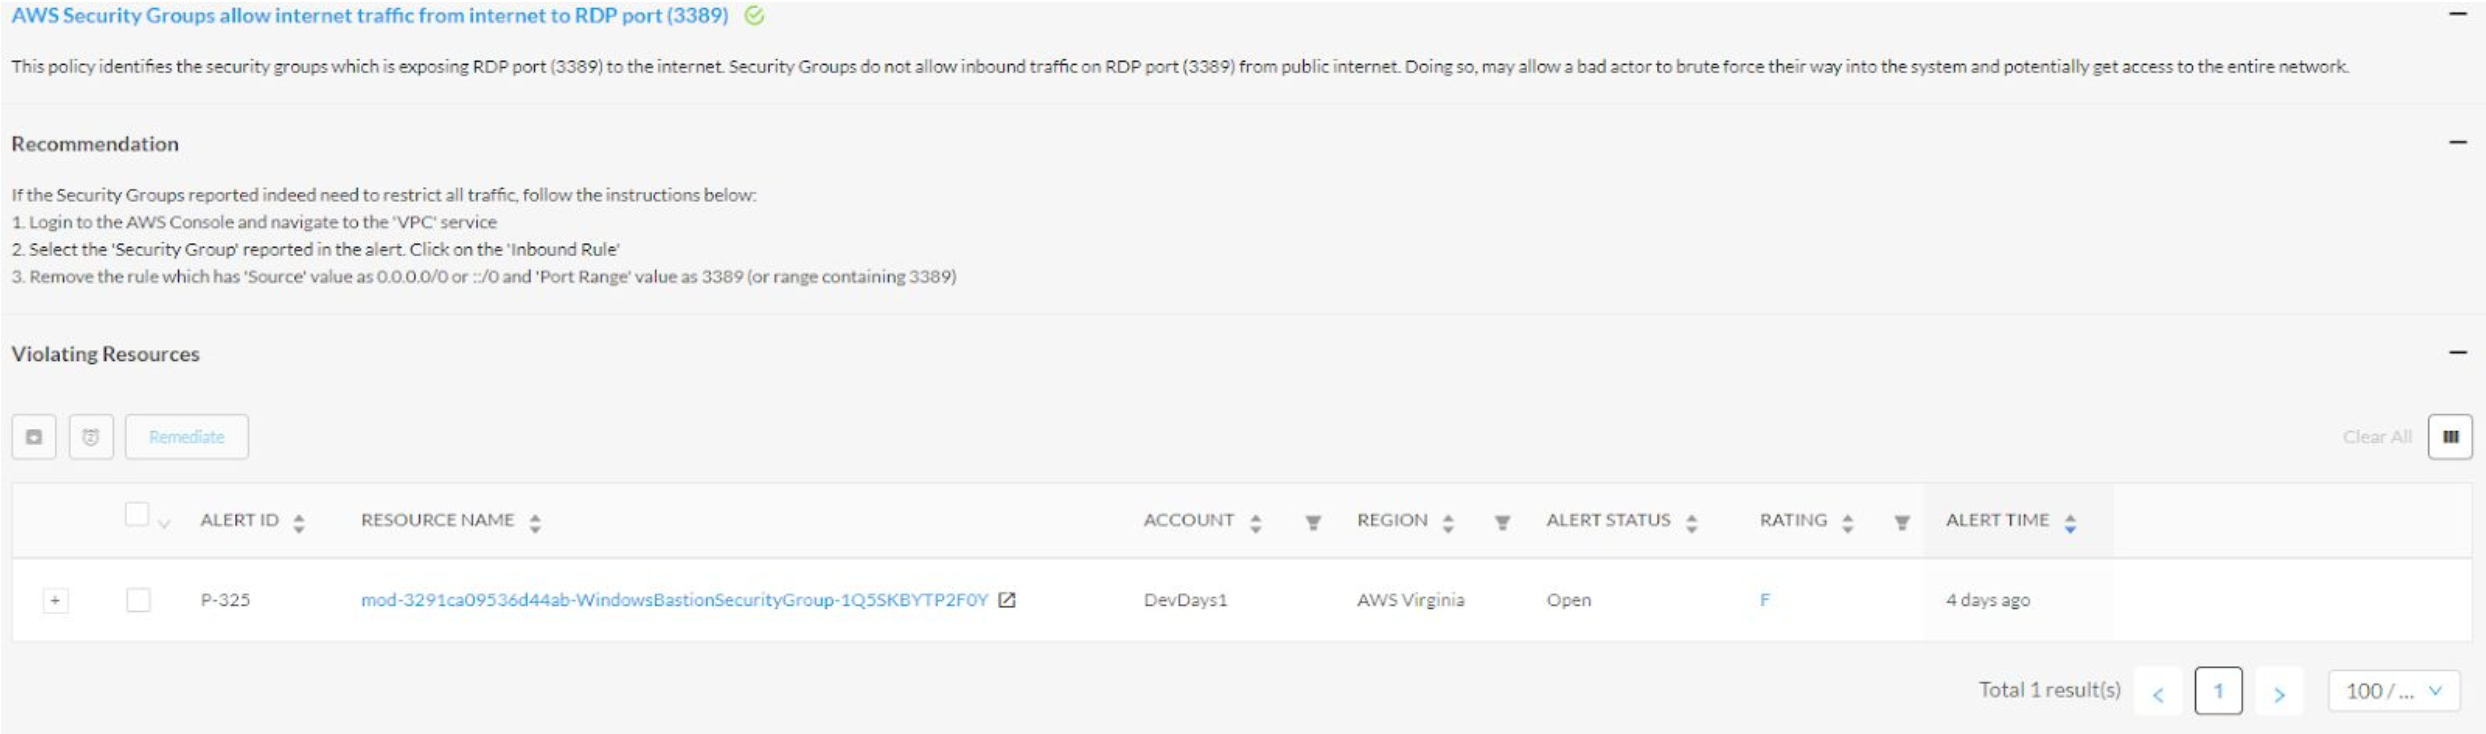 AWS Security Groups allow internet traffic from internet to RDP port (3389)
This policy identifies the security groups which is exposing RDP port (3389) to the internet. Security Groups do not allow inbound traffic on RDP port (3389) from public internet. Doing so, may allow a bad actor to brute force their way into the system and potentially get access to the entire network.
Recommendation
If the Security Groups reported indeed need to restrict all traffic, follow the instructions below:
1. Login to the AWS Console and navigate to the 'VPC' service
2. Select the 'Security Group' reported in the alert. Click on the 'Inbound Rule'
3. Remove the rule which has 'Source' value as 0.0.0.0/0 or ::/0 and 'Port Range' value as 3389 (or range containing 3389)
Violating Resources
Remediate Clear All
ALERT ID RESOURCE NAME ACCOUNT REGION ALERT STATUS RATING ALERT TIME
+ P-325 mod-3291ca09536d44ab-WindowsBastionSecurityGroup-1Q5SKBYTP2F0Y DevDays1 AWS Virginia Open F 4 days ago
Total 1 result(s) < 1 > 100 / ...